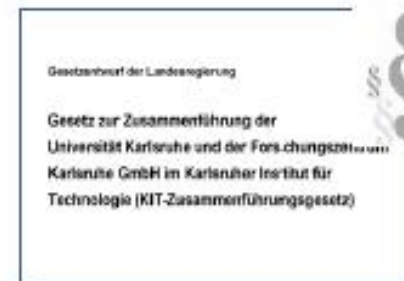 Gesetzentwurf der Landesregierung
Gesetz zur Zusammenführung der
Universität Karlsruhe und der Forschungszentrum
Karlsruhe GmbH im Karlsruher Institut für
Technologie (KIT-Zusammenführungsgesetz)
§
§
§